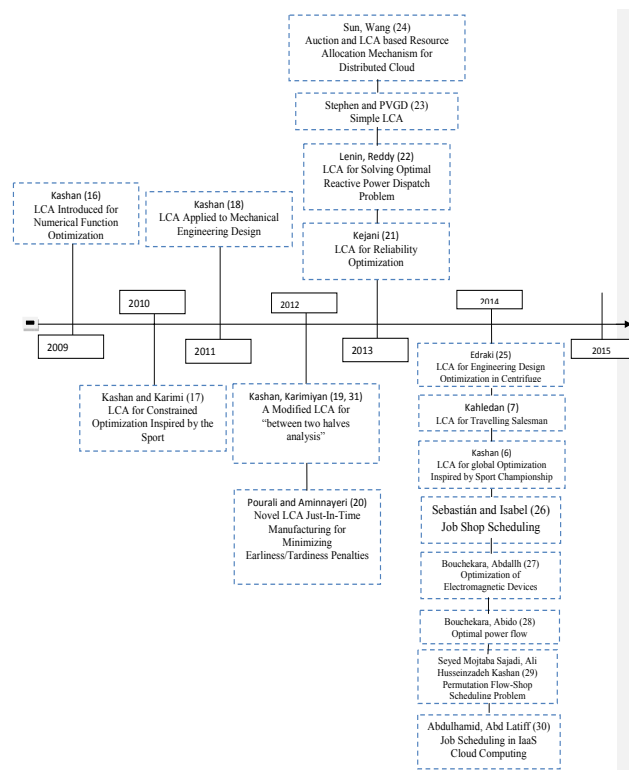 Sun, Wang (24)
Auction and LCA based Resource
Allocation Mechanism for
Distributed Cloud
Stephen and PVGD (23)
Simple LCA
Lenin, Reddy (22)
LCA for Solving Optimal
Reactive Power Dispatch
Problem
Kashan (16)
LCA Introduced for
Numerical Function
Optimization
Kashan (18)
LCA Applied to Mechanical
Engineering Design
Kejani (21)
LCA for Reliability
Optimization
2010
2012
2014
2009
2011
2013
2015
Kashan and Karimi (17)
LCA for Constrained
Optimization Inspired by the
Sport
Kashan, Karimiyan (19, 31)
A Modified LCA for
“between two halves
analysis”
Pourali and Aminnayeri (20)
Novel LCA Just-In-Time
Manufacturing for
Minimizing
Earliness/Tardiness Penalties
Edraki (25)
LCA for Engineering Design
Optimization in Centrifuge
Kahledan (7)
LCA for Travelling Salesman
Kashan (6)
LCA for global Optimization
Inspired by Sport Championship
Sebastián and Isabel (26)
Job Shop Scheduling
Bouchekara, Abdallh (27)
Optimization of
Electromagnetic Devices
Bouchekara, Abido (28)
Optimal power flow
Seyed Mojtaba Sajadi, Ali
Husseinzadeh Kashan (29)
Permutation Flow-Shop
Scheduling Problem
Abdulhamid, Abd Latiff (30)
Job Scheduling in IaaS
Cloud Computing